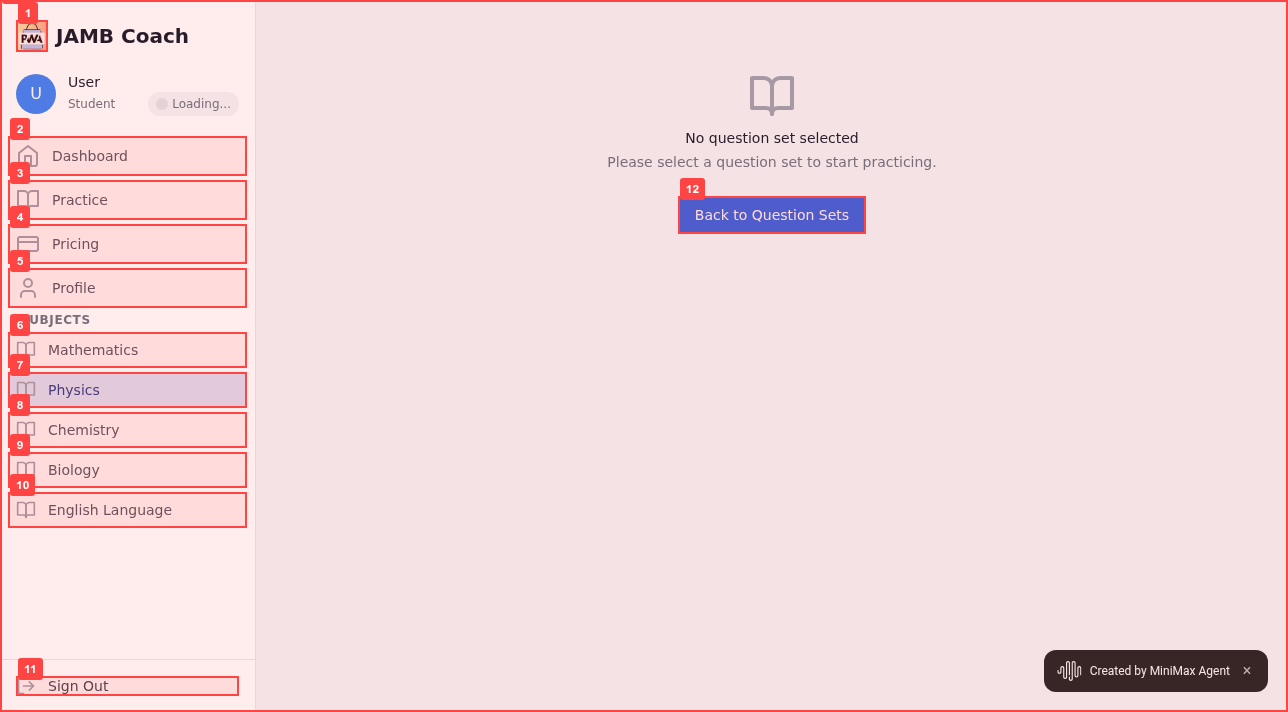 1
PWA
JAMB Coach
U
User
Student
Loading...
2
Dashboard
3
Practice
4
Pricing
5
Profile
UBJECTS
6
Mathematics
7
Physics
8
Chemistry
9
Biology
10
English Language
11
Sign Out
No question set selected
Please select a question set to start practicing.
12
Back to Question Sets
Created by MiniMax Agent ×